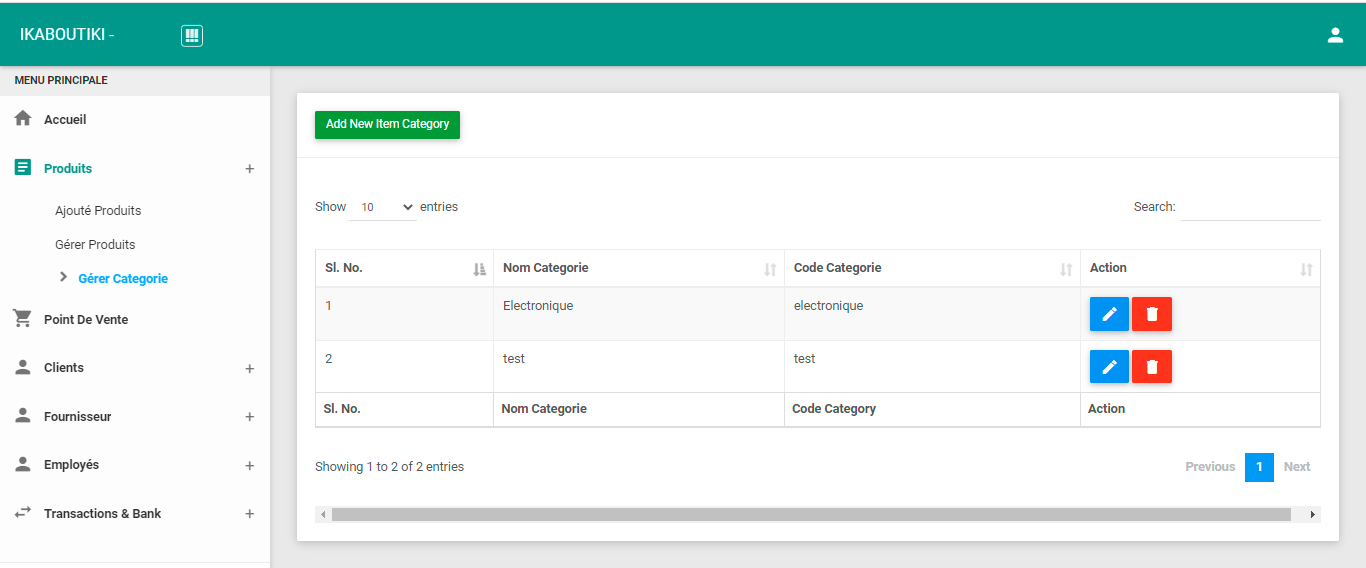 IKABOUTIKI -
MENU PRINCIPALE
Accueil
Produits +
Ajouté Produits
Gérer Produits
Gérer Categorie
Point De Vente
Clients +
Fournisseur +
Employés +
Transactions & Bank +
Add New Item Category
Show 10 entries Search:
Sl. No. Nom Categorie Code Categorie Action
1 Electronique electronique
2 test test
Sl. No. Nom Categorie Code Category Action
Showing 1 to 2 of 2 entries Previous 1 Next